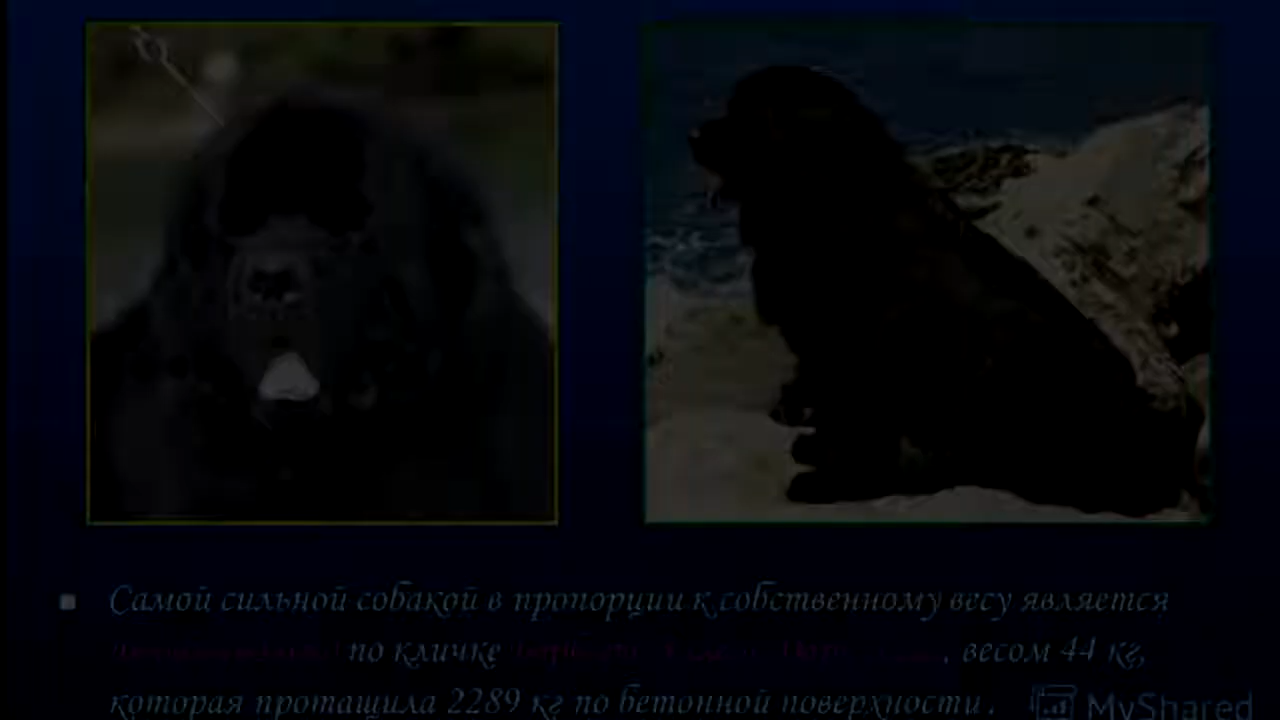 Самой сильной собакой в пропорции к собственному весу является
по кличке , весом 44 кг,
которая протащила 2289 кг по бетонной поверхности .
MyShared